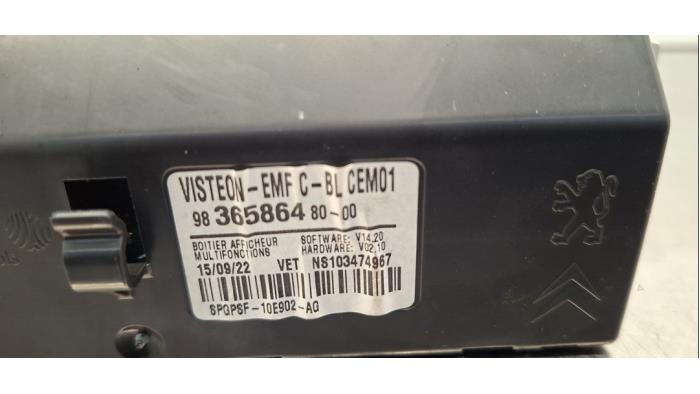 VISTEON-EMF C-BL CEM01
98 365864 80-00
BOITIER AFFICHEUR SOFTWARE: V14.20
MULTIFONCTIONS HARDWARE: V02.10
15/09/22 VET NS103474967
SPGPSF-10E902-AG